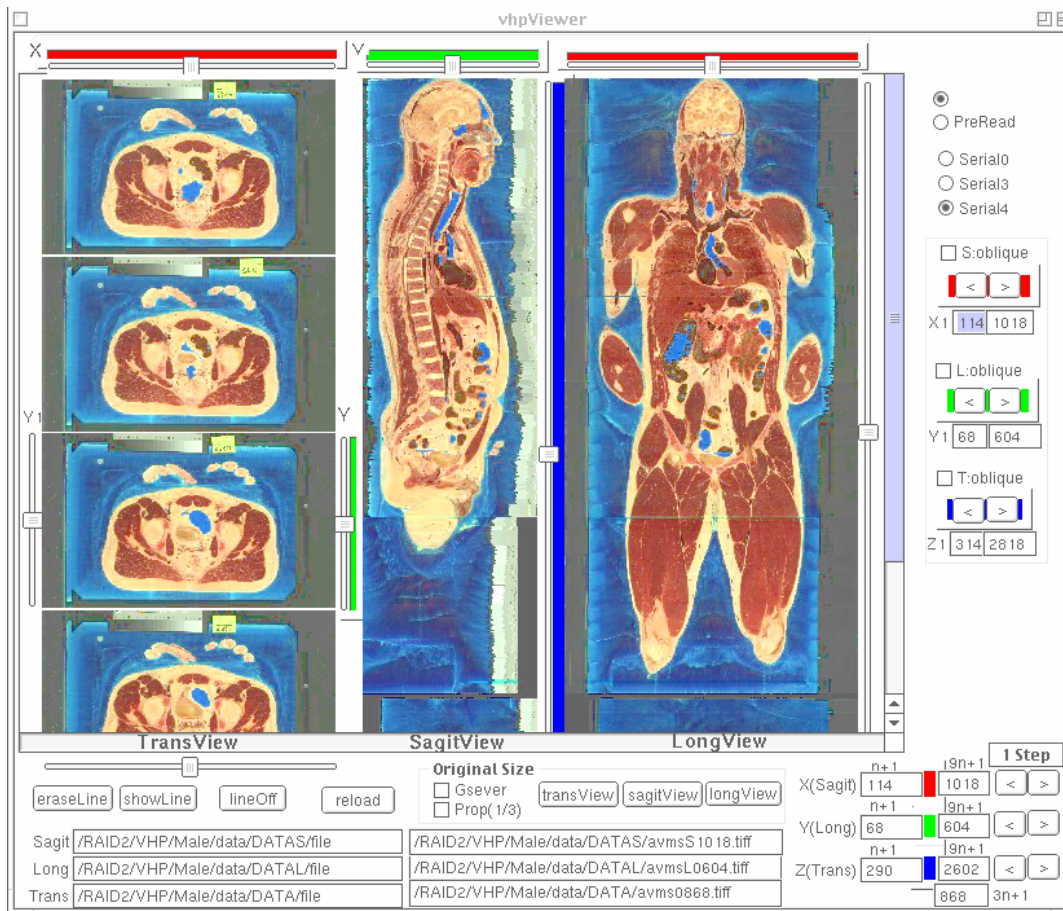 vhpViewer
X
Y
PreRead
Serial0
Serial3
Serial4
S:oblique
< >
X1 114 1018
L:oblique
< >
Y1 68 604
T:oblique
< >
Z1 314 2818
Y1
Y
TransView SagitView LongView
eraseLine showLine lineOff reload
Original Size
Gsever
Prop(1/3)
transView sagitView longView
1 Step
n+1 9n+1
X(Sagit) 114 1018 < >
n+1 9n+1
Y(Long) 68 604 < >
n+1 9n+1
Z(Trans) 290 2602 < >
868 3n+1
Sagit /RAID2/VHP/Male/data/DATAS/file /RAID2/VHP/Male/data/DATAS/avmsS1018.tiff
Long /RAID2/VHP/Male/data/DATAL/file /RAID2/VHP/Male/data/DATAL/avmsL0604.tiff
Trans /RAID2/VHP/Male/data/DATA/file /RAID2/VHP/Male/data/DATA/avms0868.tiff